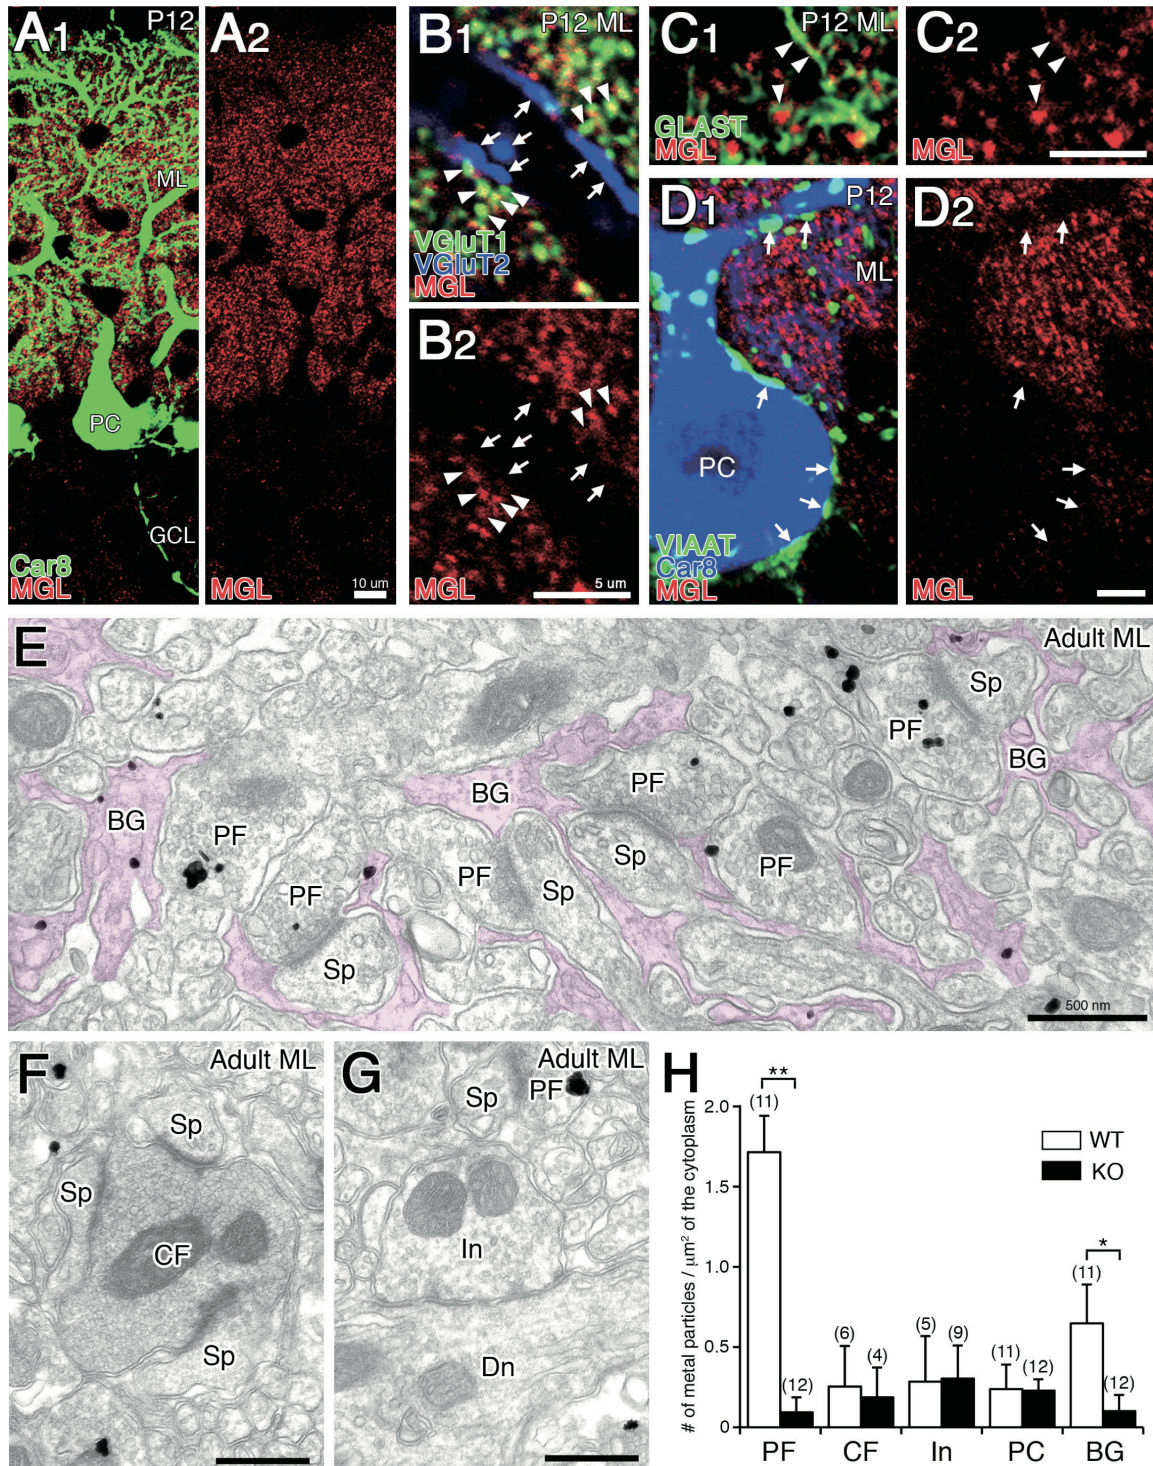 A1
P12
ML
PC
GCL
Car8
MGL
A2
MGL
10 um
B1
P12 ML
VGluT1
VGluT2
MGL
B2
MGL
5 um
C1
P12 ML
GLAST
MGL
C2
MGL
D1
P12
ML
PC
VIAAT
Car8
MGL
D2
MGL
E
Adult ML
Sp
PF
BG
PF
BG
BG
PF
Sp
PF
PF
Sp
PF
Sp
500 nm
F
Adult ML
Sp
Sp
CF
Sp
G
Adult ML
PF
Sp
In
Dn
H
# of metal particles / μm² of the cytoplasm
2.0
1.5
1.0
0.5
0
**
(11)
(12)
(6)
(4)
(5)
(9)
(11)
(12)
*
(11)
(12)
WT
KO
PF CF In PC BG